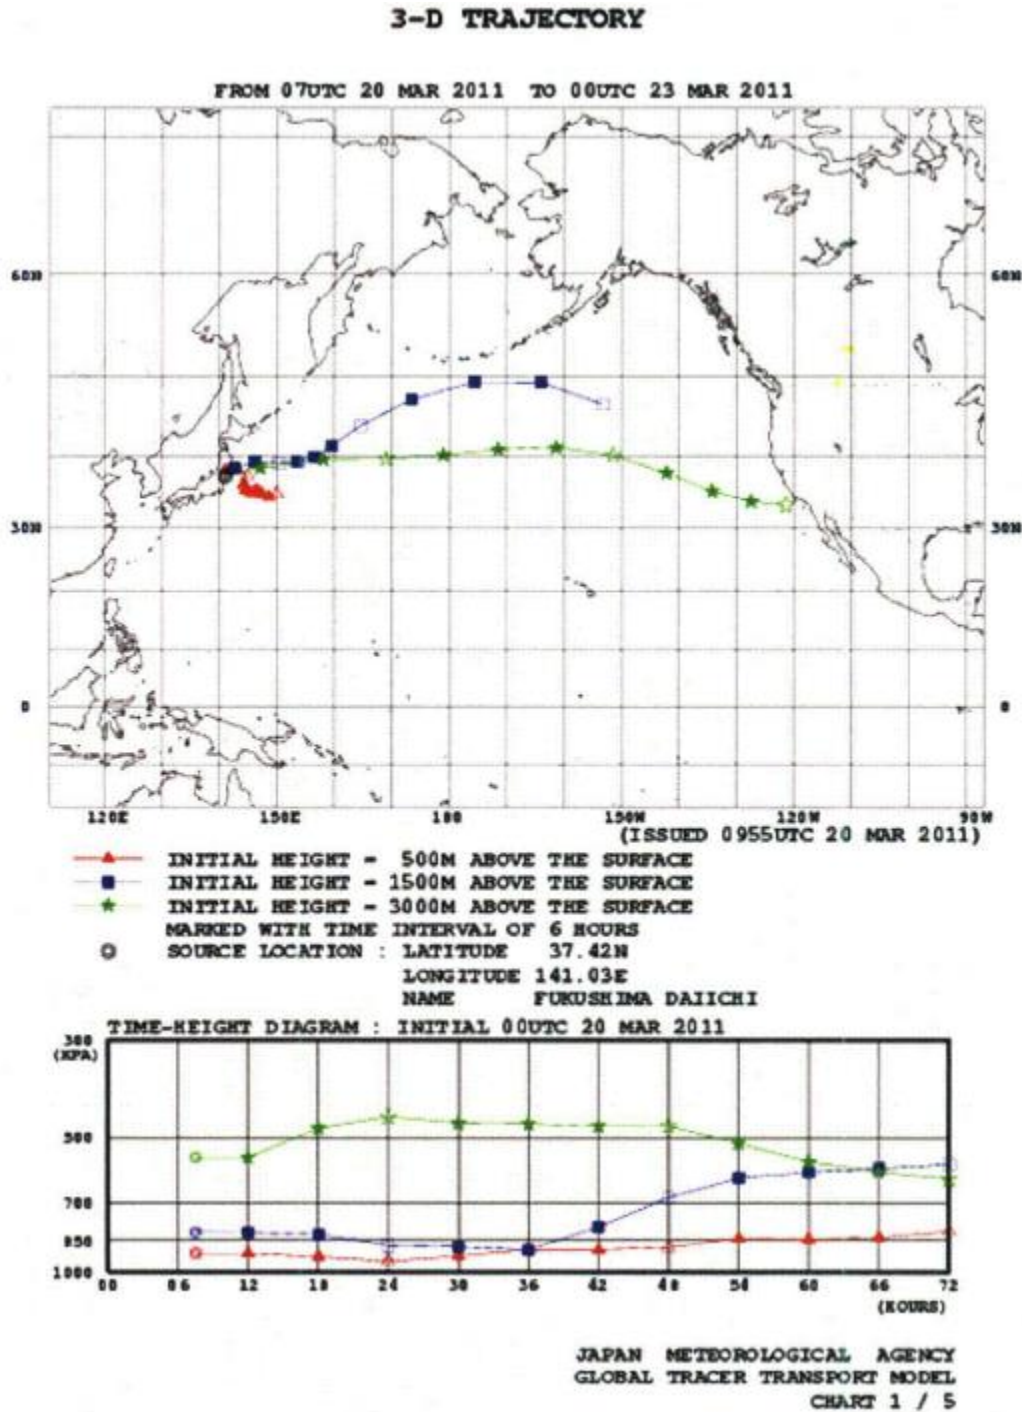 3-D TRAJECTORY
FROM 07UTC 20 MAR 2011 TO 00UTC 23 MAR 2011
60N 60N
30N 30N
0 0
120E 150E 180 150W 120W 90W
(ISSUED 0955UTC 20 MAR 2011)
INITIAL HEIGHT - 500M ABOVE THE SURFACE
INITIAL HEIGHT - 1500M ABOVE THE SURFACE
INITIAL HEIGHT - 3000M ABOVE THE SURFACE
MARKED WITH TIME INTERVAL OF 6 HOURS
SOURCE LOCATION : LATITUDE 37.42N
LONGITUDE 141.03E
NAME FUKUSHIMA DAIICHI
TIME-HEIGHT DIAGRAM : INITIAL 00UTC 20 MAR 2011
300
(HPA)
500
700
850
1000
00 06 12 18 24 30 36 42 48 54 60 66 72
(HOURS)
JAPAN METEOROLOGICAL AGENCY
GLOBAL TRACER TRANSPORT MODEL
CHART 1 / 5